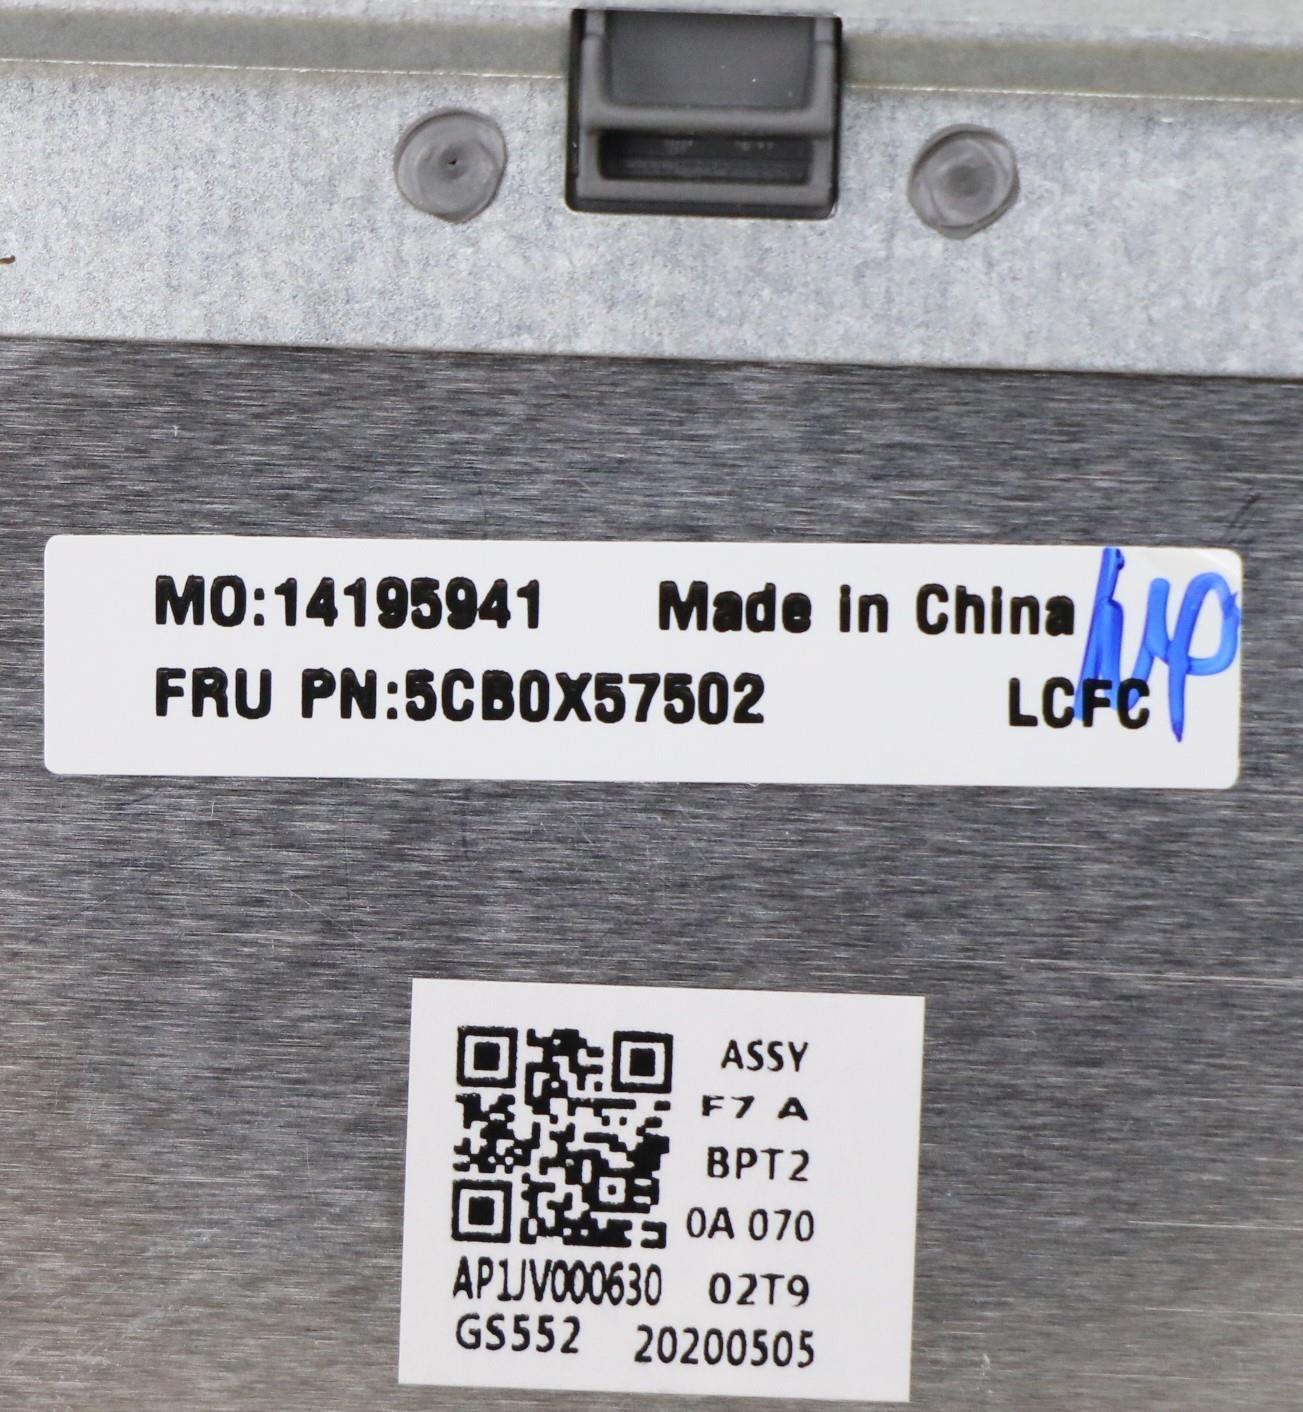 MO:14195941 Made in China
FRU PN:5CB0X57502 LCFC
ASSY
F7 A
BPT2
0A 070
AP1JV000630 02T9
GS552 20200505